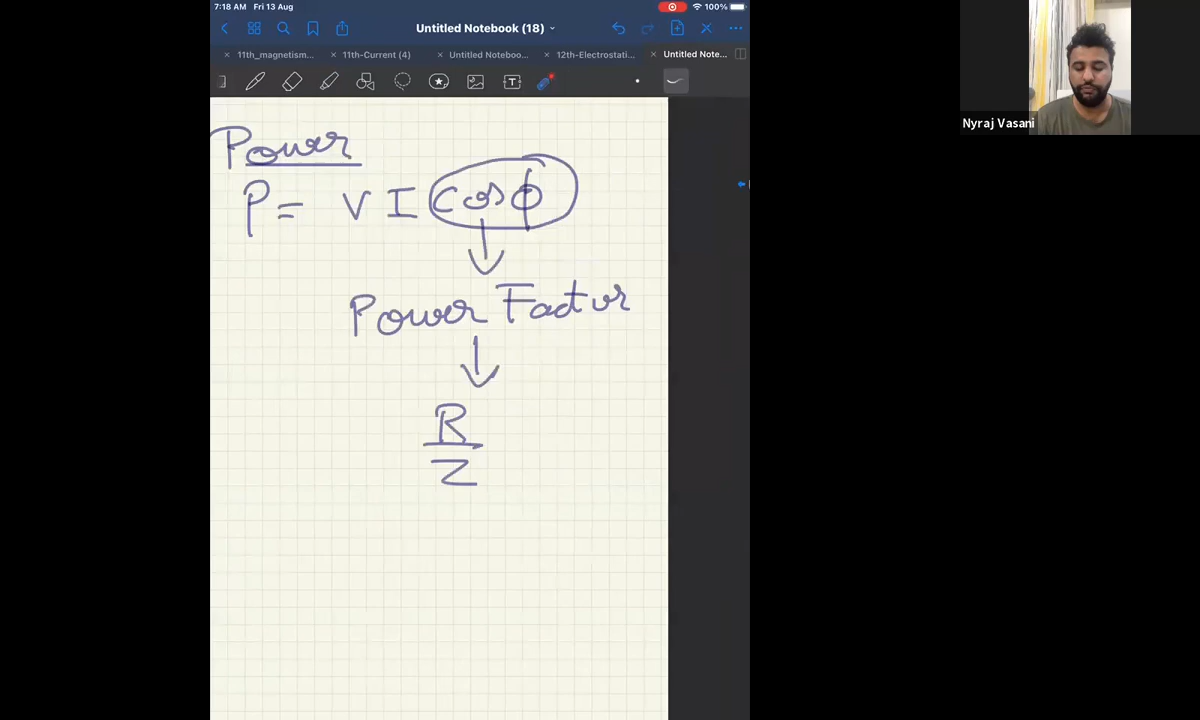 7:18 AM Fri 13 Aug
100%
Untitled Notebook (18)
11th_magnetism... 11th-Current (4) Untitled Noteboo... 12th-Electrostati... Untitled Note...
Nyraj Vasani
Power
P = V I cos φ
Power Factor
R
Z